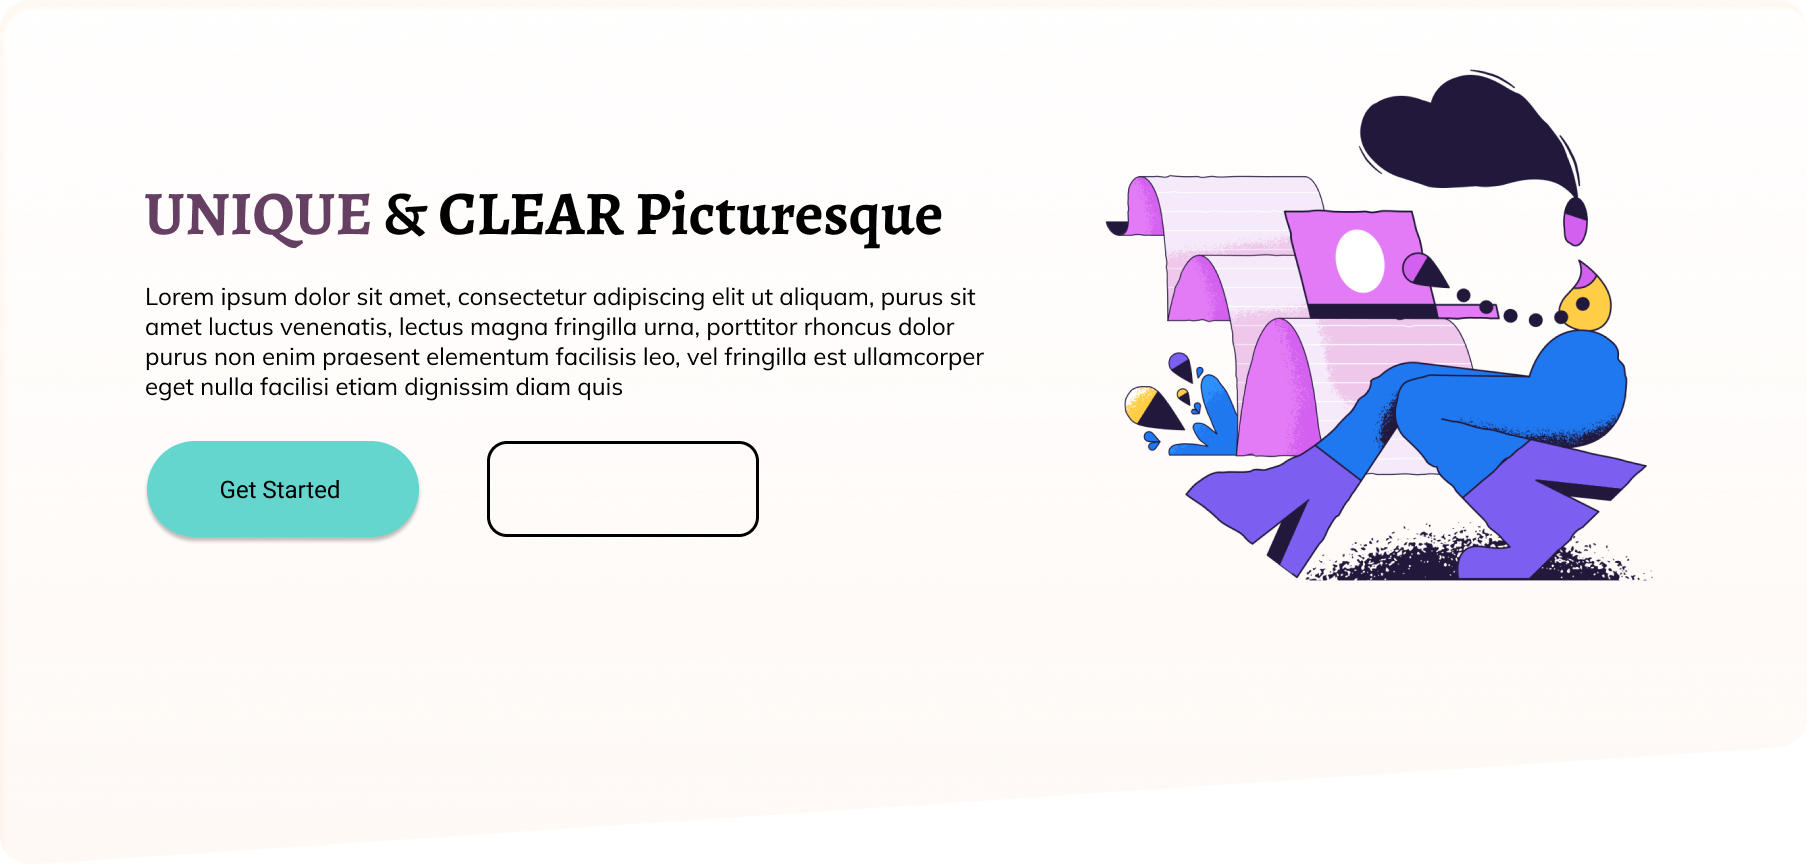 UNIQUE & CLEAR Picturesque
Lorem ipsum dolor sit amet, consectetur adipiscing elit ut aliquam, purus sit
amet luctus venenatis, lectus magna fringilla urna, porttitor rhoncus dolor
purus non enim praesent elementum facilisis leo, vel fringilla est ullamcorper
eget nulla facilisi etiam dignissim diam quis
Get Started